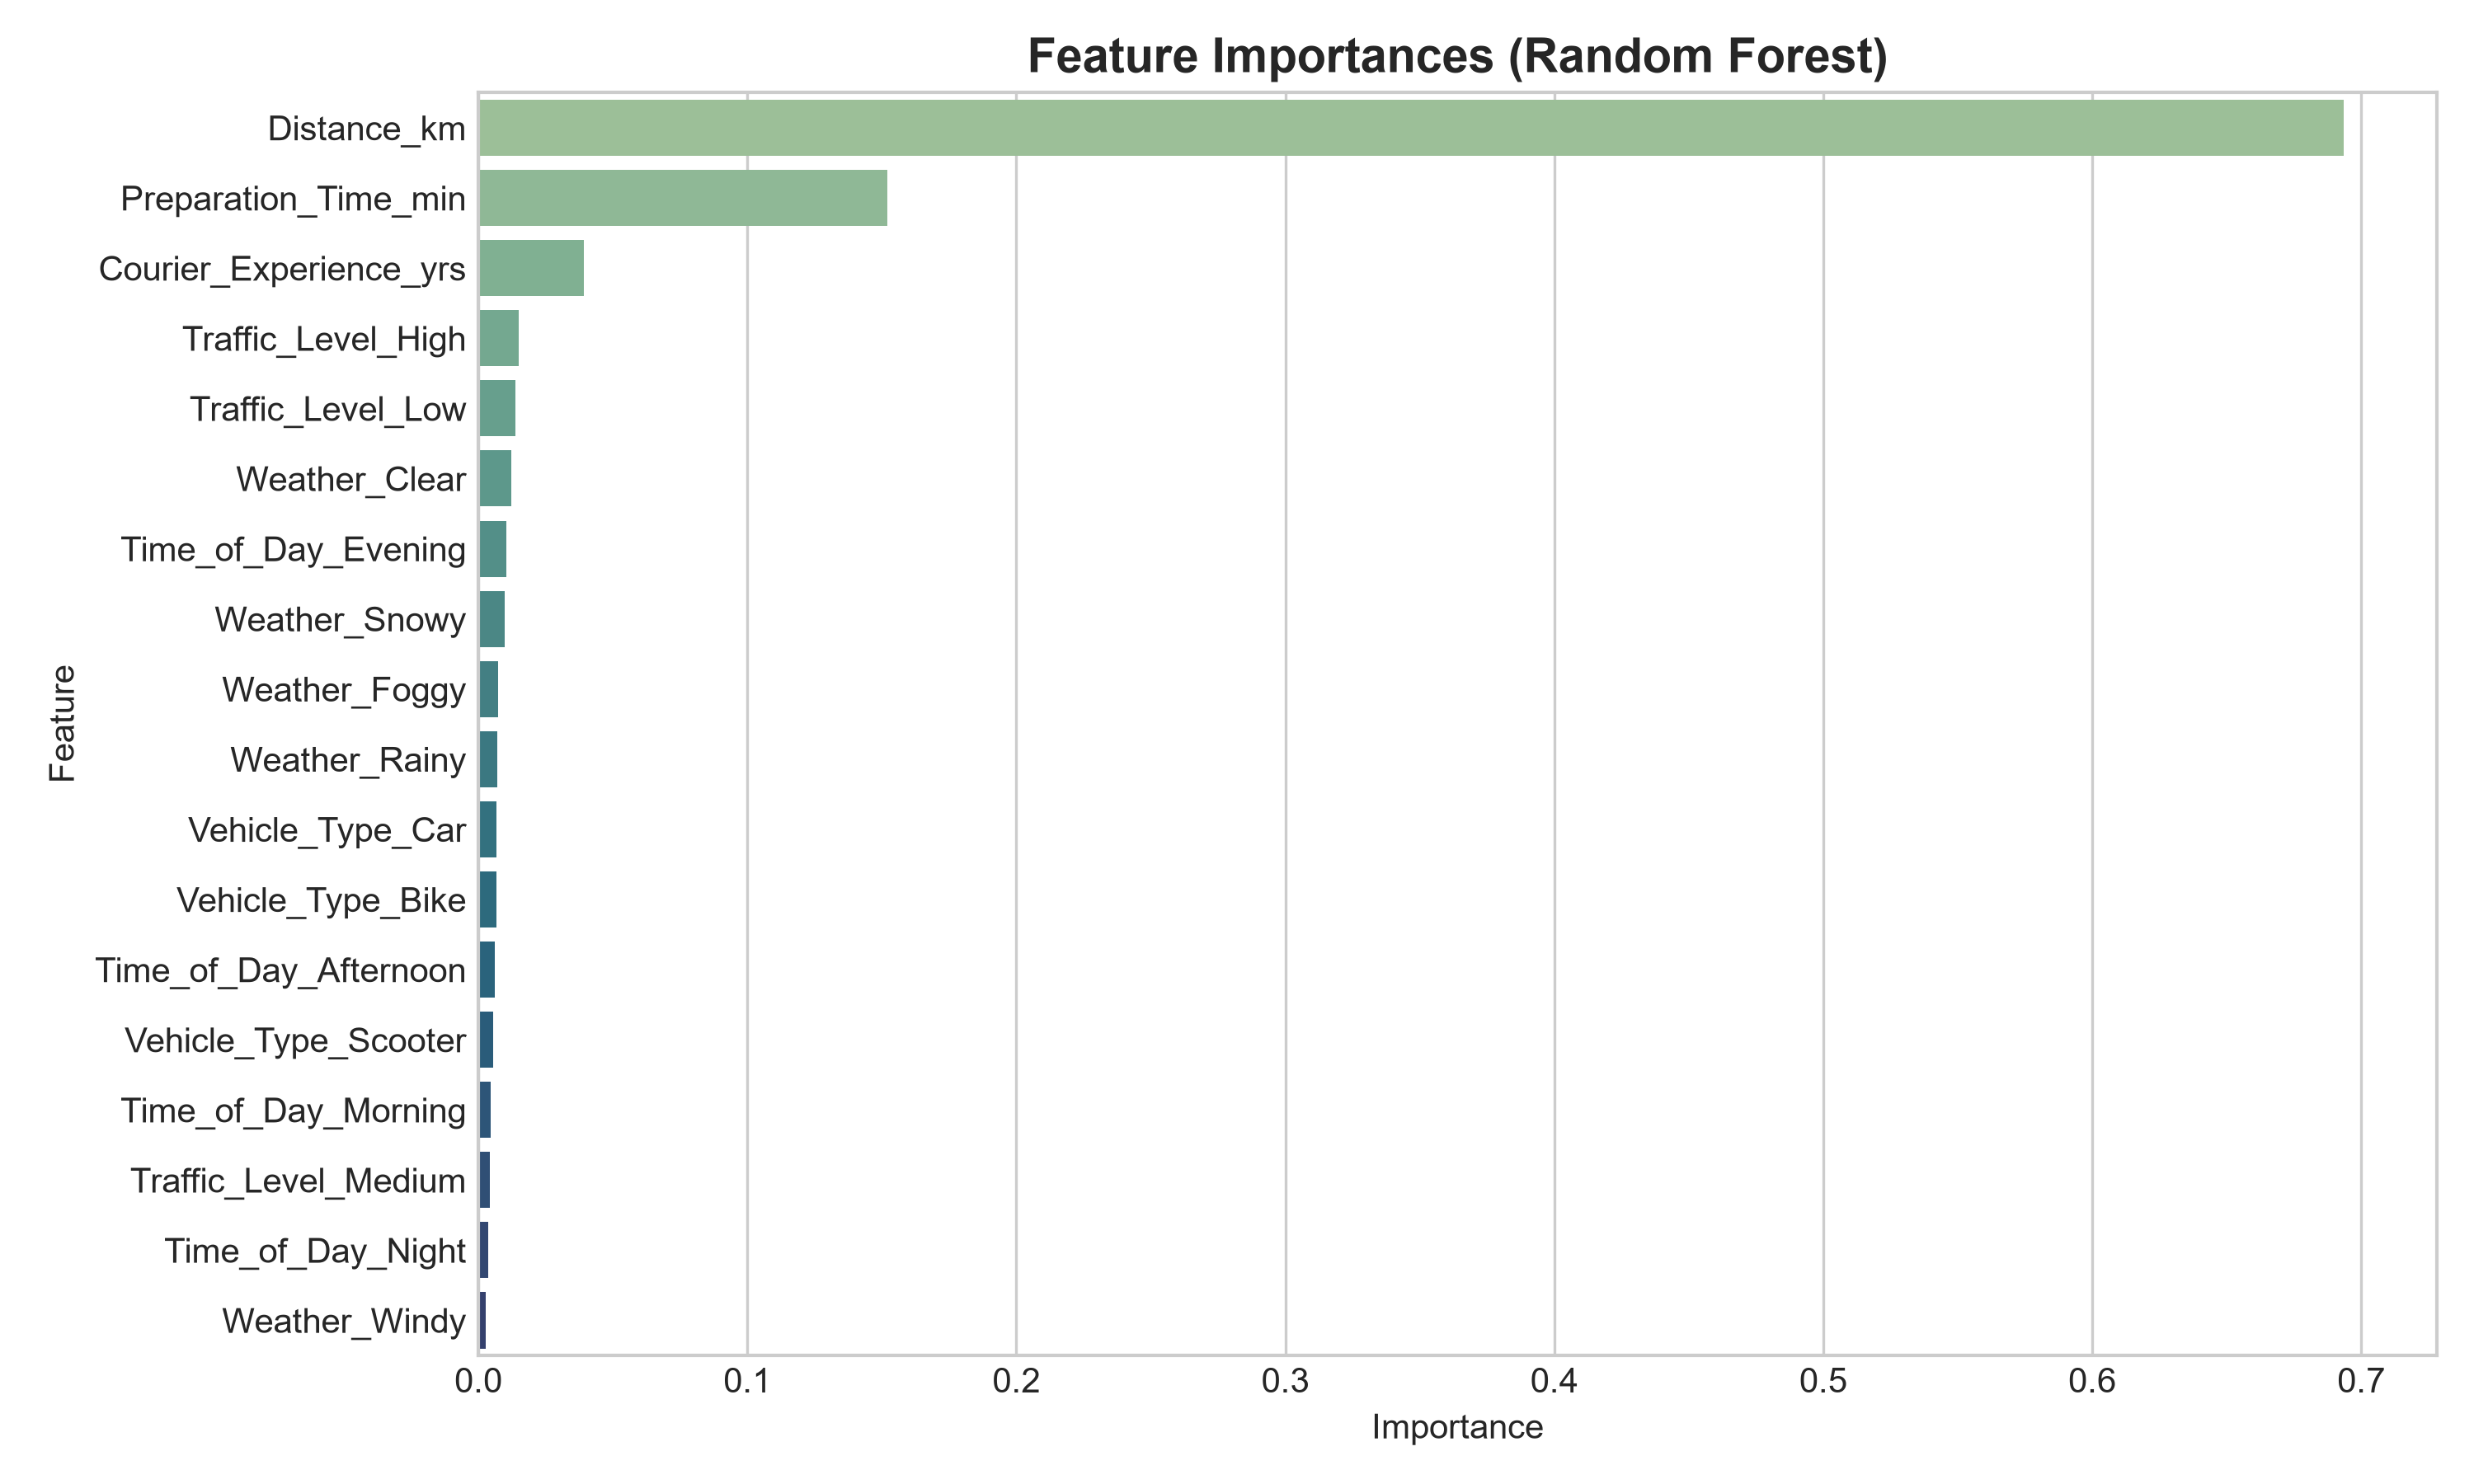 Feature Importances (Random Forest)
Distance_km
Preparation_Time_min
Courier_Experience_yrs
Traffic_Level_High
Traffic_Level_Low
Weather_Clear
Time_of_Day_Evening
Weather_Snowy
Weather_Foggy
Weather_Rainy
Vehicle_Type_Car
Vehicle_Type_Bike
Time_of_Day_Afternoon
Vehicle_Type_Scooter
Time_of_Day_Morning
Traffic_Level_Medium
Time_of_Day_Night
Weather_Windy
Feature
0.0 0.1 0.2 0.3 0.4 0.5 0.6 0.7
Importance